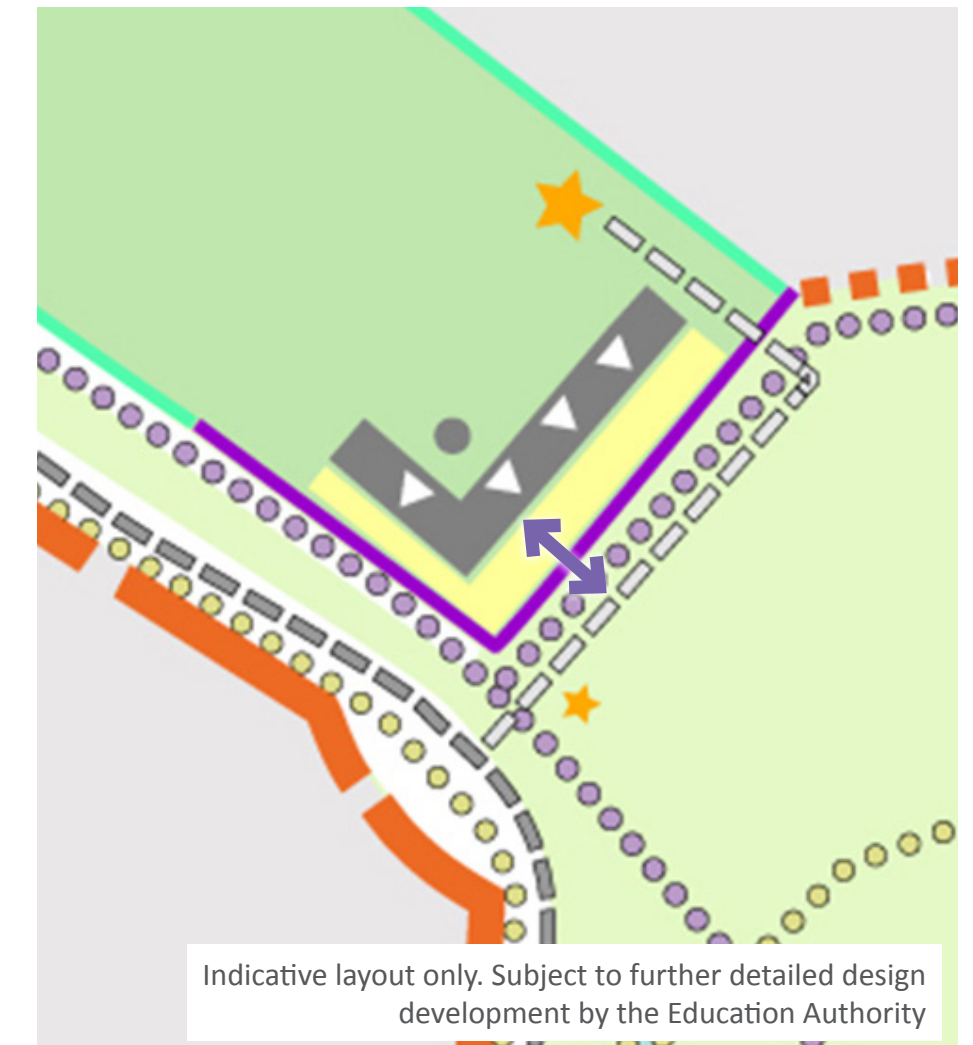 Indicative layout only. Subject to further detailed design
development by the Education Authority